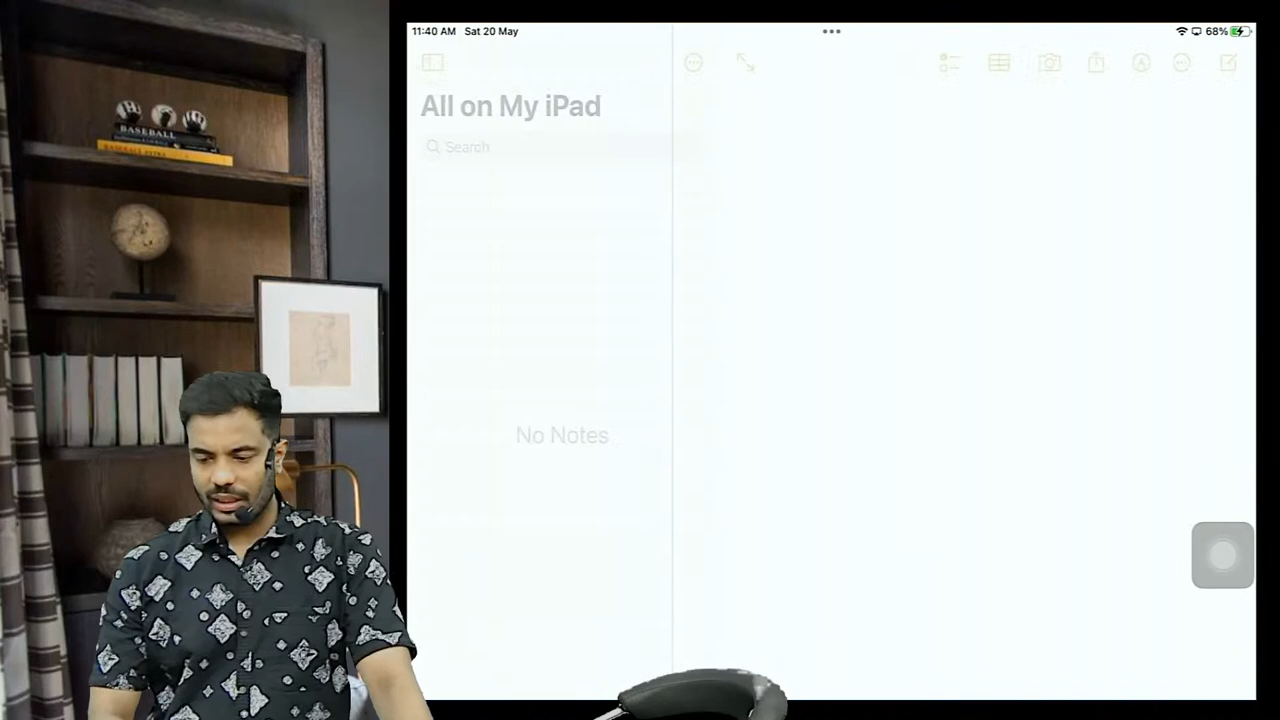 11:40 AM Sat 20 May
68%
All on My iPad
Search
No Notes
BASEBALL